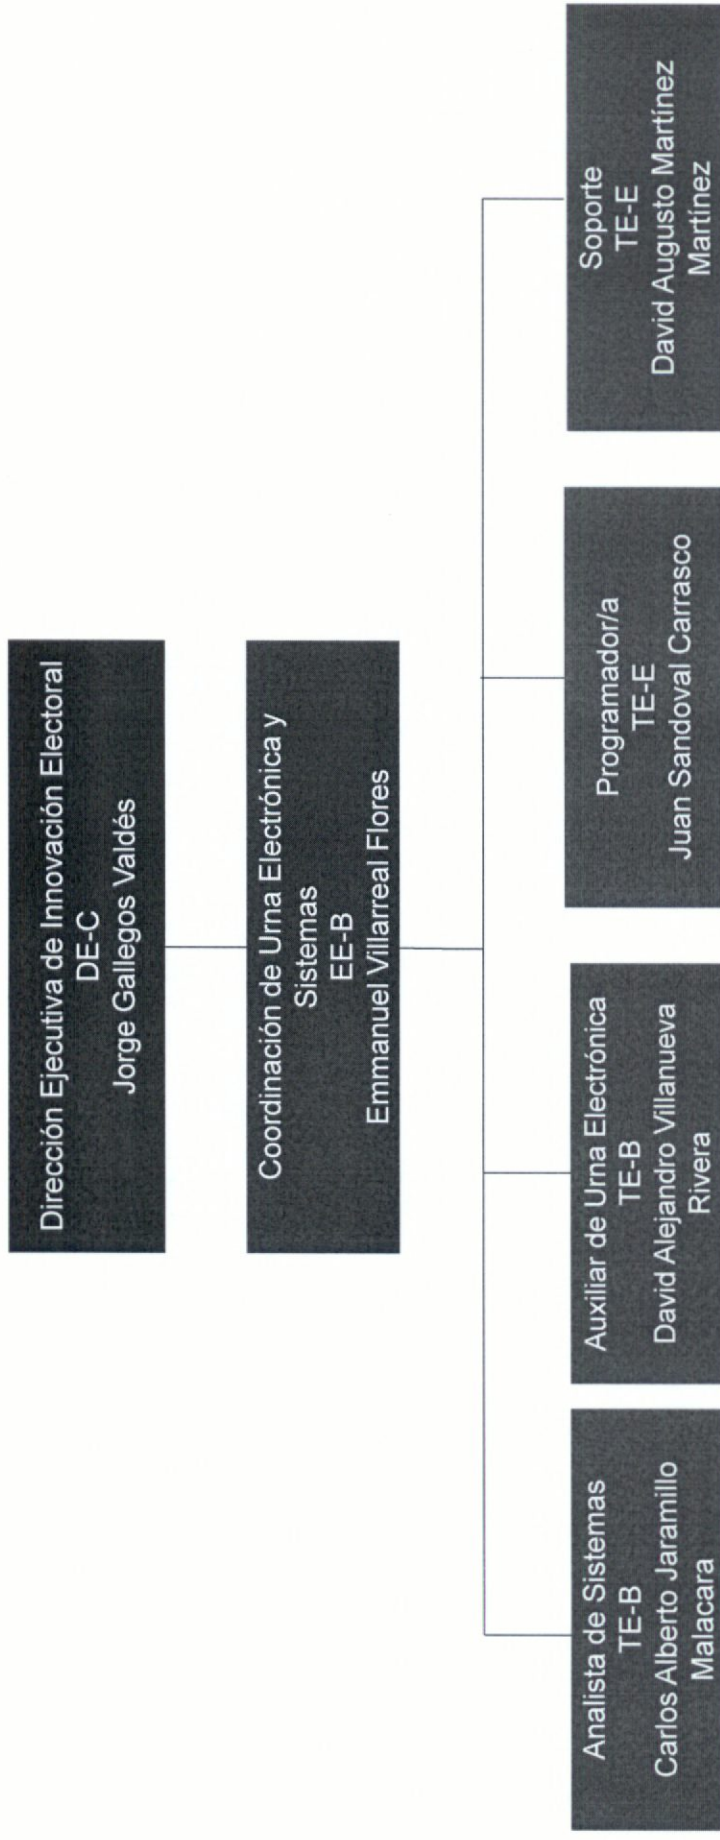 Dirección Ejecutiva de Innovación Electoral
DE-C
Jorge Gallegos Valdés
Coordinación de Urna Electrónica y
Sistemas
EE-B
Emmanuel Villarreal Flores
Analista de Sistemas
TE-B
Carlos Alberto Jaramillo
Malacara
Auxiliar de Urna Electrónica
TE-B
David Alejandro Villanueva
Rivera
Programador/a
TE-E
Juan Sandoval Carrasco
Soporte
TE-E
David Augusto Martínez
Martínez